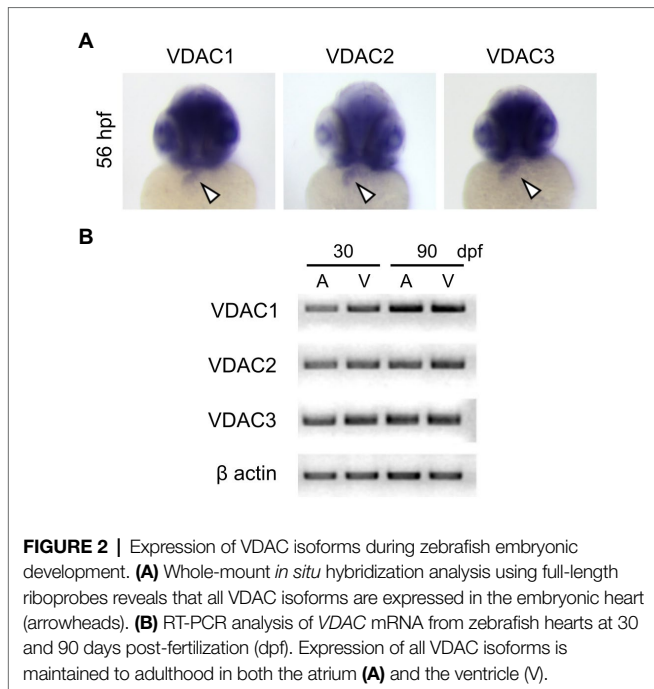 A
VDAC1 VDAC2 VDAC3
56 hpf
B
30 90 dpf
A V A V
VDAC1
VDAC2
VDAC3
β actin
FIGURE 2 | Expression of VDAC isoforms during zebrafish embryonic
development. (A) Whole-mount in situ hybridization analysis using full-length
riboprobes reveals that all VDAC isoforms are expressed in the embryonic heart
(arrowheads). (B) RT-PCR analysis of VDAC mRNA from zebrafish hearts at 30
and 90 days post-fertilization (dpf). Expression of all VDAC isoforms is
maintained to adulthood in both the atrium (A) and the ventricle (V).